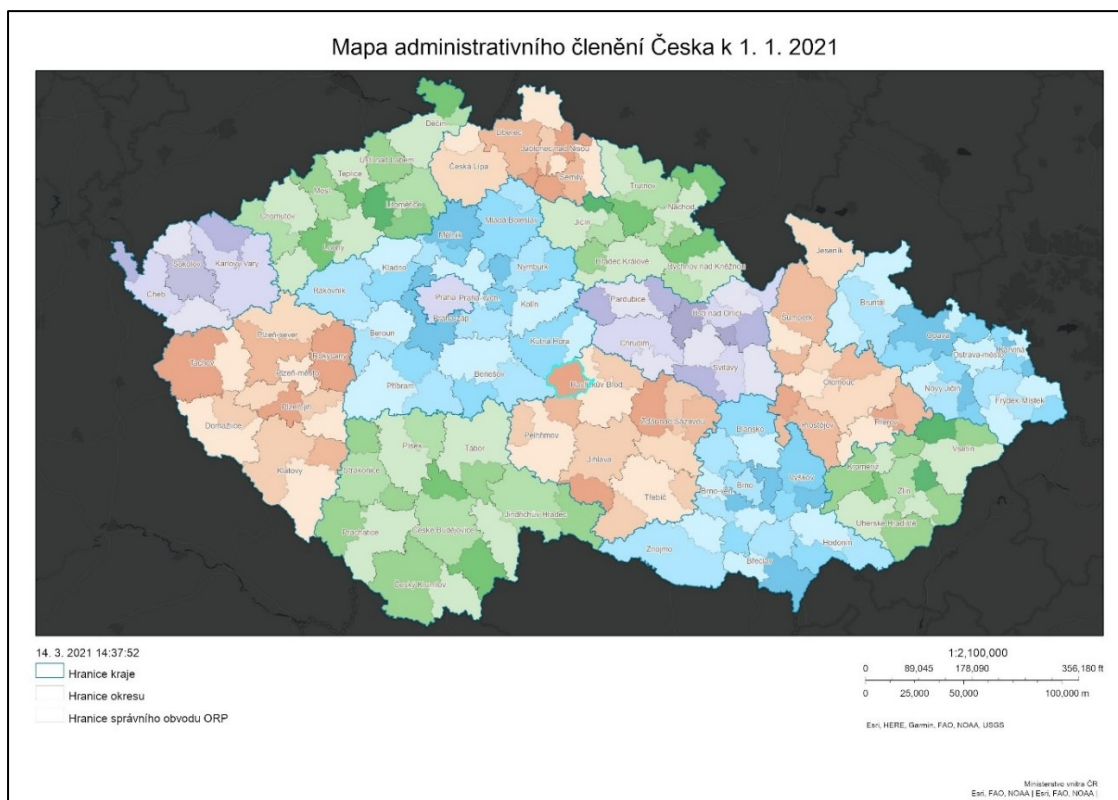 Mapa administrativního členění Česka k 1. 1. 2021
Děčín
Liberec
Ústí nad Labem
Jablonec nad Nisou
Teplice
Česká Lípa
Semily
Most
Trutnov
Litoměřice
Chomutov
Mladá Boleslav
Náchod
Jičín
Louny
Mělník
Jeseník
Sokolov
Karlovy Vary
Kladno
Nymburk
Hradec Králové
Rychnov nad Kněžnou
Rakovník
Cheb
Praha
Praha-vých.
Kolín
Pardubice
Bruntál
Praha-záp.
Ústí nad Orlicí
Šumperk
Beroun
Plzeň-sever
Kutná Hora
Chrudim
Opava
Tachov
Rokycany
Karviná
Ostrava-město
Plzeň-město
Benešov
Svitavy
Příbram
Havlíčkův Brod
Olomouc
Nový Jičín
Plzeň-jih
Frýdek Místek
Domažlice
Žďár nad Sázavou
Prostějov
Přerov
Blansko
Písek
Tábor
Pelhřimov
Vsetín
Klatovy
Strakonice
Jihlava
Kroměříž
Vyškov
Třebíč
Brno-ven.
Brno
Zlín
Jindřichův Hradec
Uherské Hradiště
Prachatice
České Budějovice
Hodonín
Znojmo
Břeclav
Český Krumlov
14. 3. 2021 14:37:52
Hranice kraje
Hranice okresu
Hranice správního obvodu ORP
1:2,100,000
0 89,045 178,090 356,180 ft
0 25,000 50,000 100,000 m
Esri, HERE, Garmin, FAO, NOAA, USGS
Ministerstvo vnitra ČR
Esri, FAO, NOAA | Esri, FAO, NOAA |